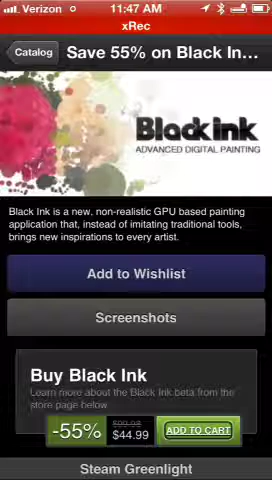 Verizon 11:47 AM
xRec
Catalog Save 55% on Black In...
Black ink
ADVANCED DIGITAL PAINTING
Black Ink is a new, non-realistic GPU based painting
application that, instead of imitating traditional tools,
brings new inspirations to every artist.
Add to Wishlist
Screenshots
Buy Black Ink
Learn more about the Black Ink beta from the
store page below
-55%
$44.99
ADD TO CART
Steam Greenlight